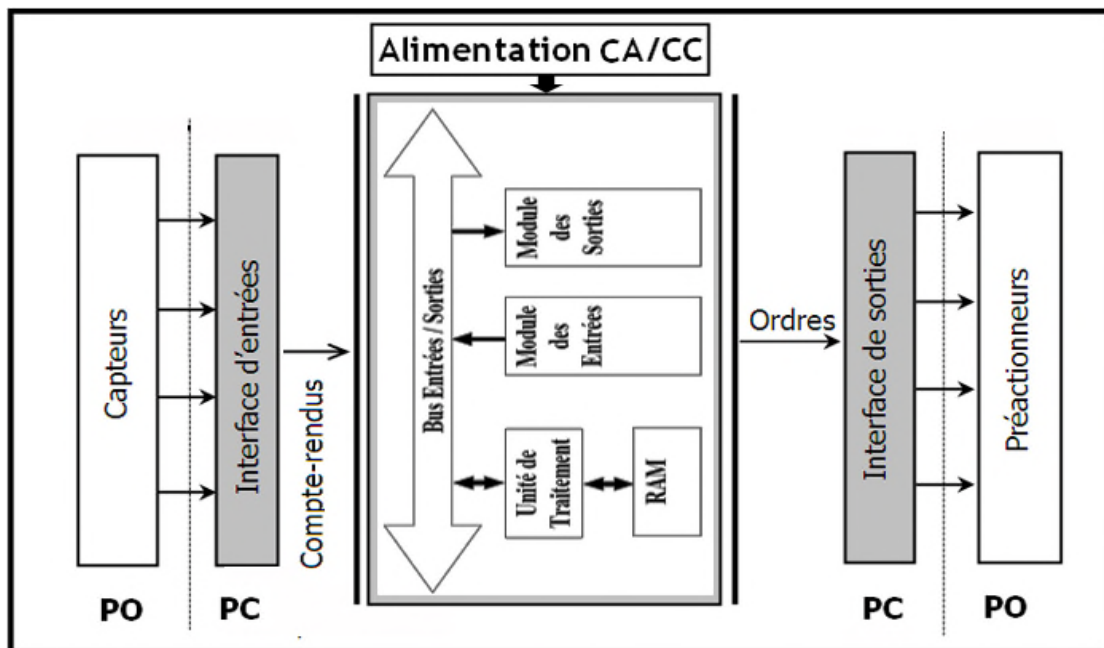 Alimentation CA/CC
Capteurs
Interface d'entrées
Compte-rendus
Bus Entrées / Sorties
Module
des
Sorties
Module
des
Entrées
Unité de
Traitement
RAM
Ordres
Interface de sorties
Préactionneurs
PO
PC
PC
PO